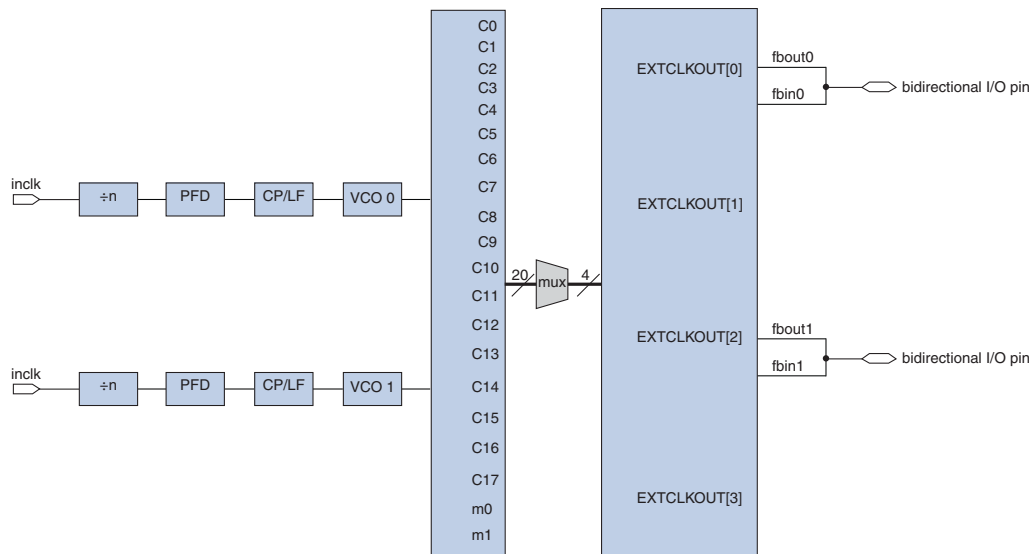 inclk
÷n
PFD
CP/LF
VCO 0
inclk
÷n
PFD
CP/LF
VCO 1
C0
C1
C2
C3
C4
C5
C6
C7
C8
C9
C10
C11
C12
C13
C14
C15
C16
C17
m0
m1
20
mux
4
EXTCLKOUT[0]
EXTCLKOUT[1]
EXTCLKOUT[2]
EXTCLKOUT[3]
fbout0
fbin0
bidirectional I/O pin
fbout1
fbin1
bidirectional I/O pin